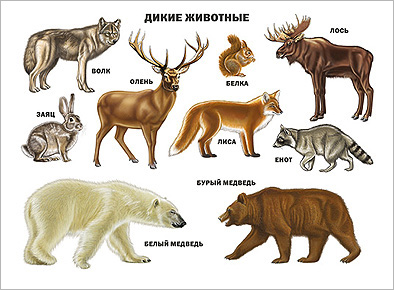 ДИКИЕ ЖИВОТНЫЕ
ВОЛК
ОЛЕНЬ
БЕЛКА
ЛОСЬ
ЗАЯЦ
ЛИСА
ЕНОТ
БЕЛЫЙ МЕДВЕДЬ
БУРЫЙ МЕДВЕДЬ